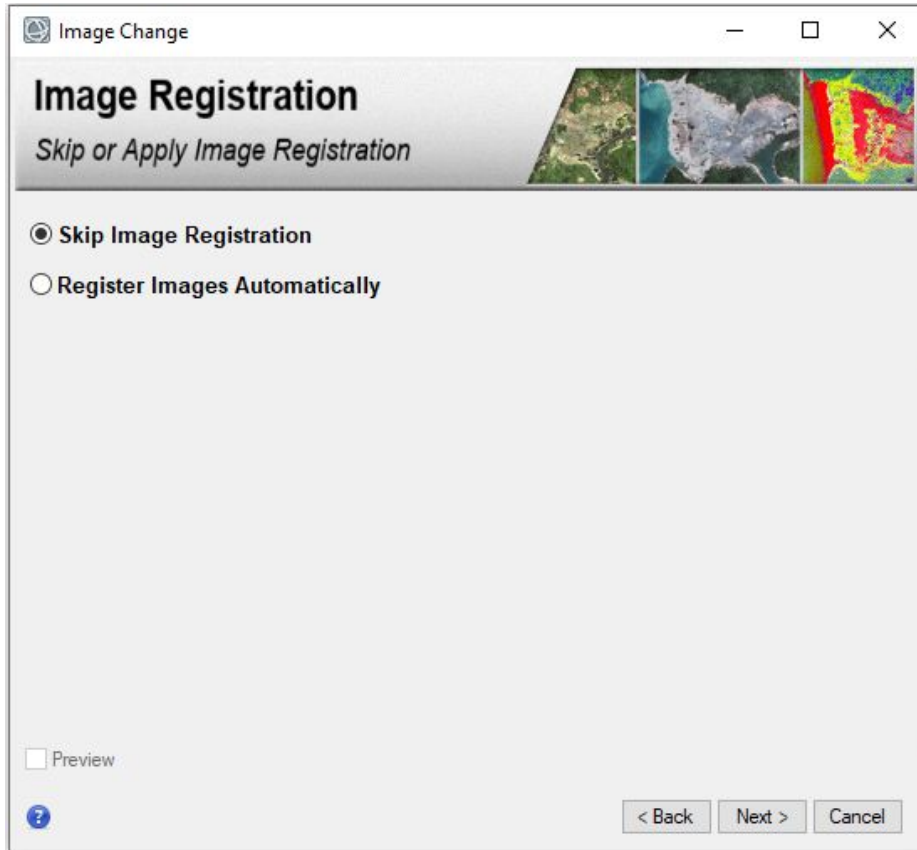 Image Change
Image Registration
Skip or Apply Image Registration
Skip Image Registration
Register Images Automatically
Preview
?
< Back Next > Cancel